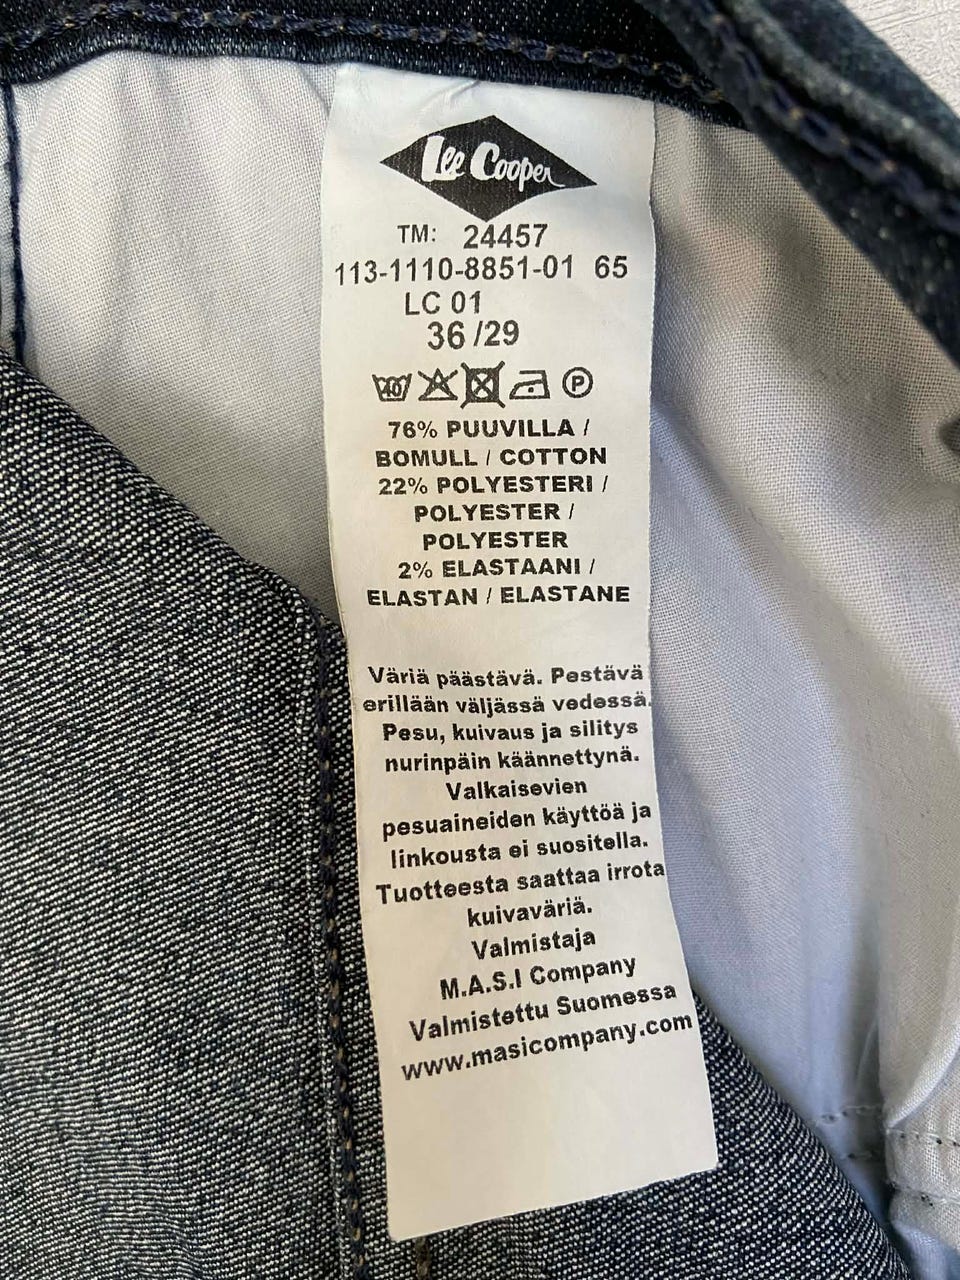 Lee Cooper
TM: 24457
113-1110-8851-01 65
LC 01
36 /29
40 P
76% PUUVILLA /
BOMULL / COTTON
22% POLYESTERI /
POLYESTER /
POLYESTER
2% ELASTAANI /
ELASTAN / ELASTANE
Väriä päästävä. Pestävä
erillään väljässä vedessä.
Pesu, kuivaus ja silitys
nurinpäin käännettynä.
Valkaisevien
pesuaineiden käyttöä ja
linkousta ei suositella.
Tuotteesta saattaa irrota
kuivaväriä.
Valmistaja
M.A.S.I Company
Valmistettu Suomessa
www.masicompany.com